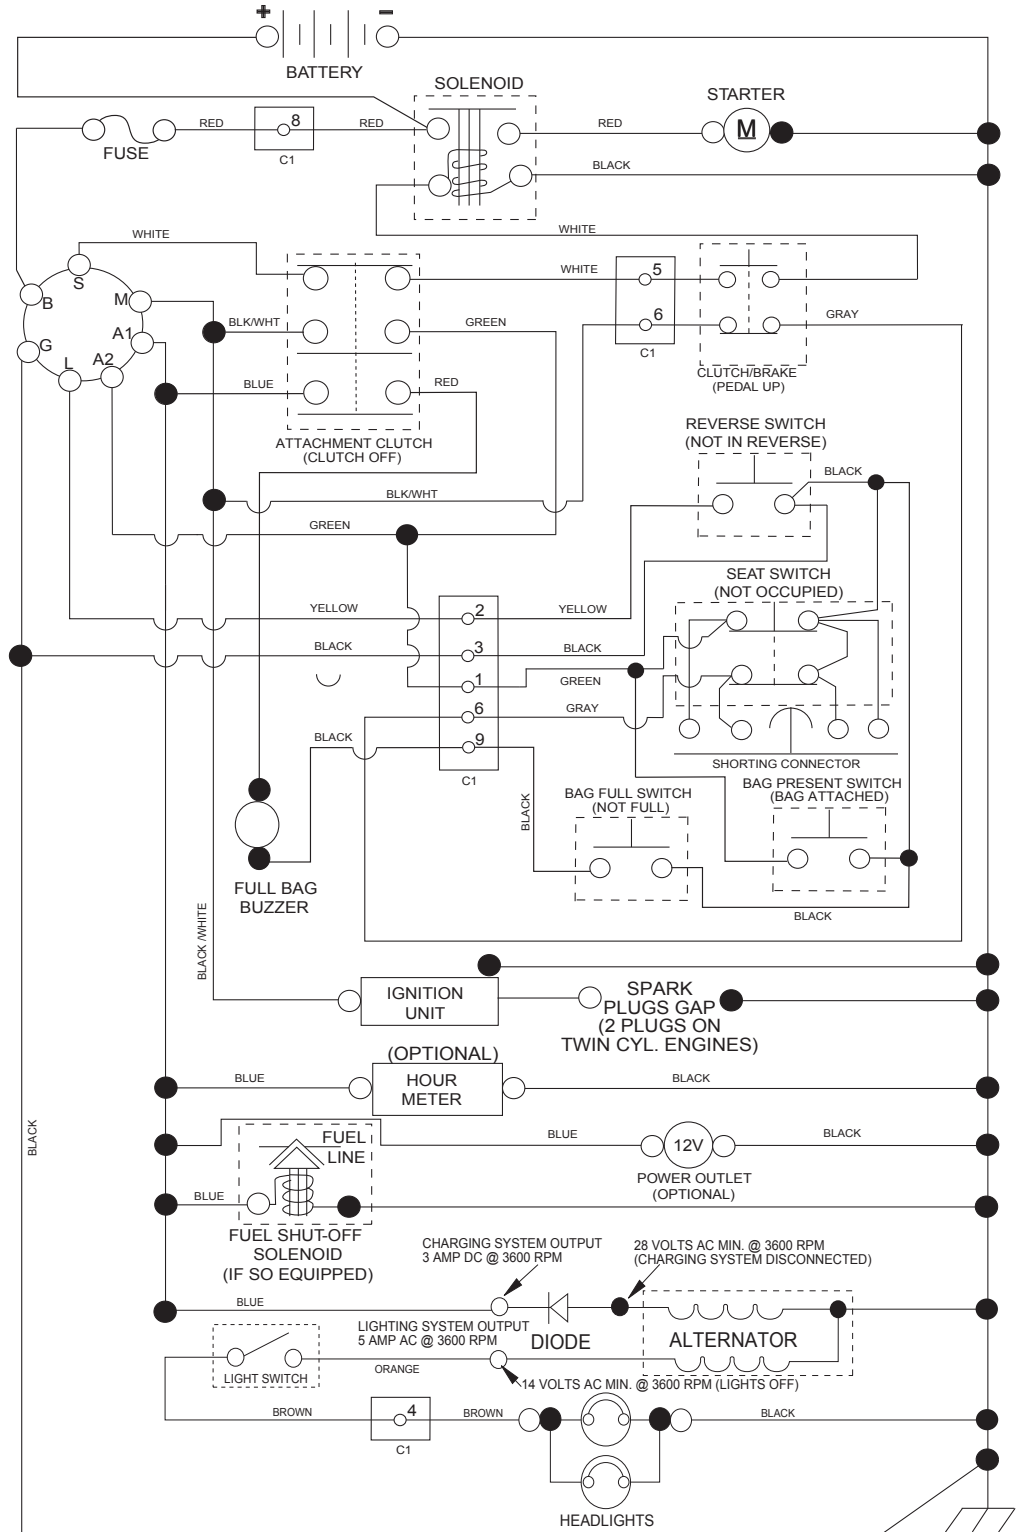 + –
BATTERY
SOLENOID
STARTER
RED
8
RED
RED
M
FUSE
C1
BLACK
WHITE
WHITE
S
B
M
WHITE
5
BLK/WHT
GREEN
6
GRAY
A1
G
C1
L
A2
CLUTCH/BRAKE
(PEDAL UP)
BLUE
RED
ATTACHMENT CLUTCH
(CLUTCH OFF)
REVERSE SWITCH
(NOT IN REVERSE)
BLACK
BLK/WHT
GREEN
SEAT SWITCH
(NOT OCCUPIED)
YELLOW
2
YELLOW
BLACK
3
BLACK
1
GREEN
6
GRAY
BLACK
9
C1
SHORTING CONNECTOR
BAG PRESENT SWITCH
(BAG ATTACHED)
BAG FULL SWITCH
(NOT FULL)
BLACK
FULL BAG
BUZZER
BLACK
BLACK /WHITE
IGNITION
UNIT
SPARK
PLUGS GAP
(2 PLUGS ON
TWIN CYL. ENGINES)
(OPTIONAL)
BLUE
HOUR
METER
BLACK
BLACK
FUEL
LINE
BLUE
12V
BLACK
POWER OUTLET
(OPTIONAL)
BLUE
FUEL SHUT-OFF
SOLENOID
(IF SO EQUIPPED)
CHARGING SYSTEM OUTPUT
3 AMP DC @ 3600 RPM
28 VOLTS AC MIN. @ 3600 RPM
(CHARGING SYSTEM DISCONNECTED)
BLUE
LIGHTING SYSTEM OUTPUT
5 AMP AC @ 3600 RPM
DIODE
ALTERNATOR
LIGHT SWITCH
ORANGE
14 VOLTS AC MIN. @ 3600 RPM (LIGHTS OFF)
BROWN
4
BROWN
BLACK
C1
HEADLIGHTS